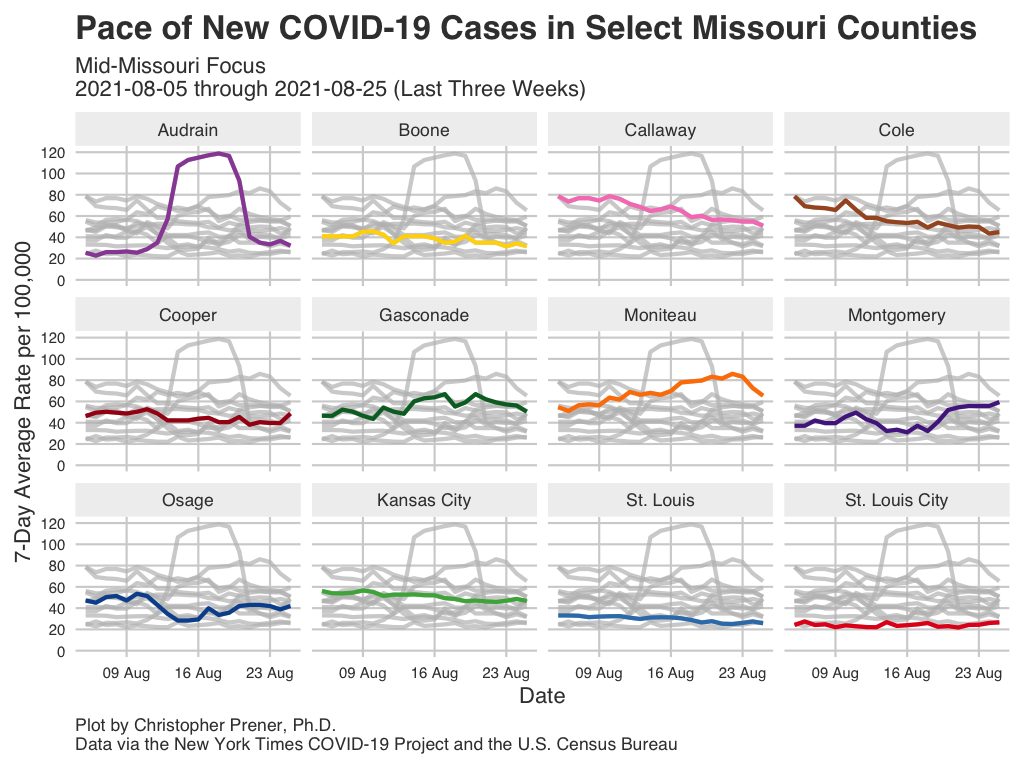 Pace of New COVID-19 Cases in Select Missouri Counties
Mid-Missouri Focus
2021-08-05 through 2021-08-25 (Last Three Weeks)
Audrain Boone Callaway Cole
120
100
80
60
40
20
0
Cooper Gasconade Moniteau Montgomery
120
100
80
60
40
20
0
Osage Kansas City St. Louis St. Louis City
120
100
80
60
40
20
0
7-Day Average Rate per 100,000
09 Aug 16 Aug 23 Aug 09 Aug 16 Aug 23 Aug 09 Aug 16 Aug 23 Aug 09 Aug 16 Aug 23 Aug
Date
Plot by Christopher Prener, Ph.D.
Data via the New York Times COVID-19 Project and the U.S. Census Bureau